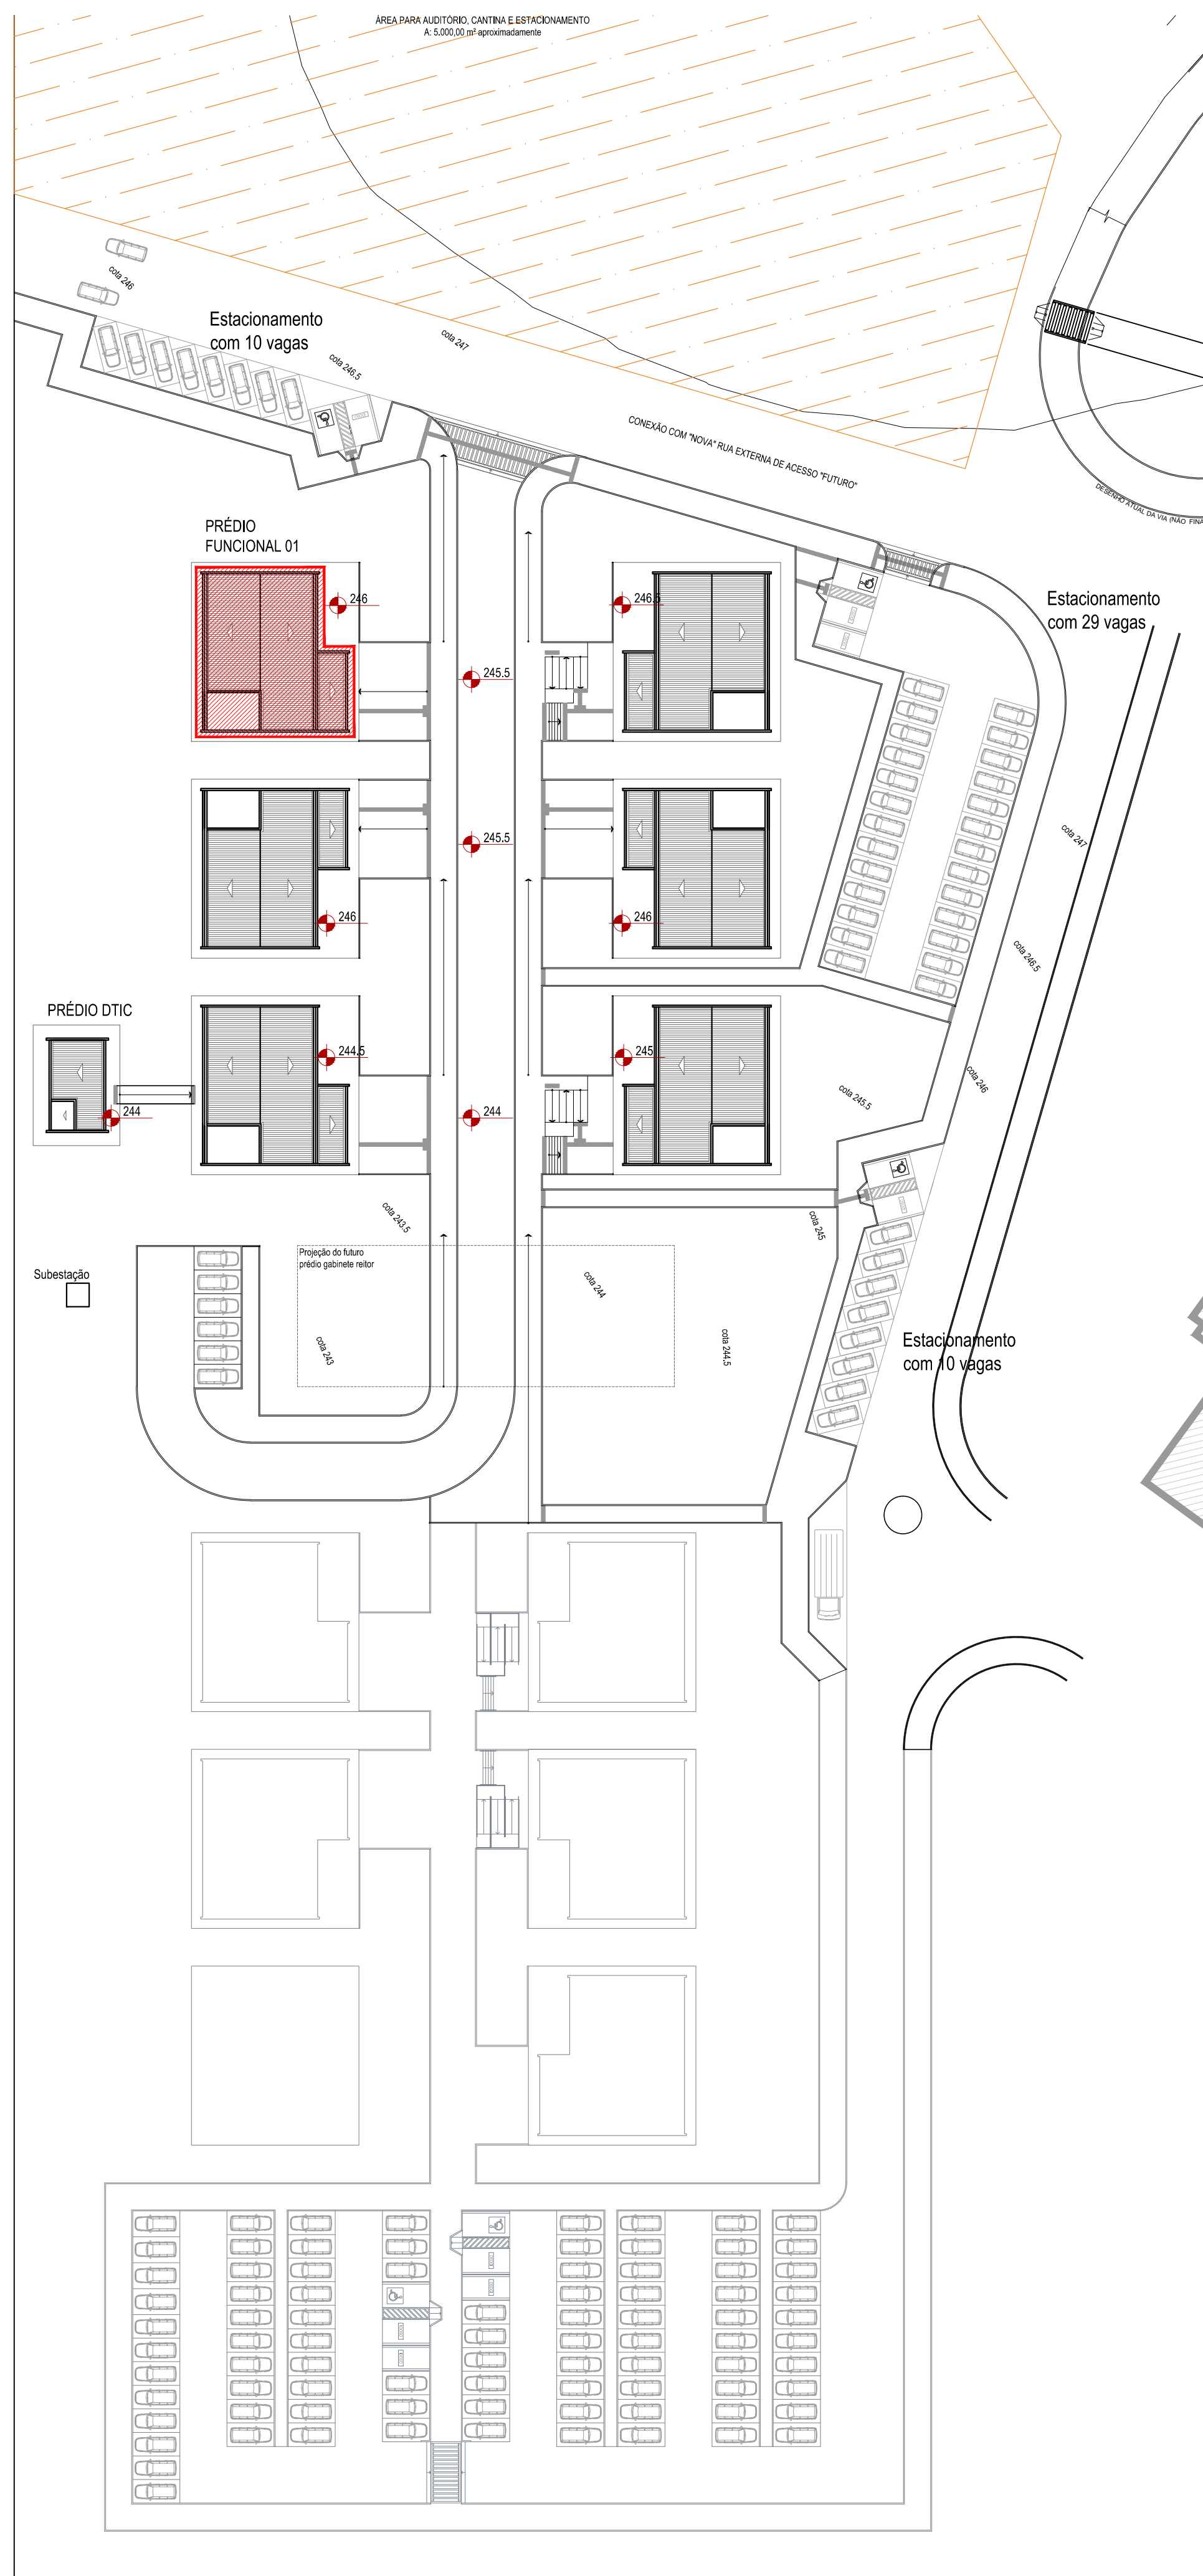 ÁREA PARA AUDITÓRIO, CANTINA E ESTACIONAMENTO
A: 5.000,00 m² aproximadamente
cota 246
Estacionamento
com 10 vagas
cota 246.5
cota 247
CONEXÃO COM "NOVA" RUA EXTERNA DE ACESSO "FUTURO"
DESENHO ATUAL DA VIA (NÃO FINA
PRÉDIO
FUNCIONAL 01
246
246.5
Estacionamento
com 29 vagas
245.5
245.5
cota 247
246
246
cota 246.5
PRÉDIO DTIC
244.5
245
cota 246
cota 245.5
244
244
cota 243.5
cota 245
Projeção do futuro
prédio gabinete reitor
Subestação
cota 244
cota 243
cota 244.5
Estacionamento
com 10 vagas